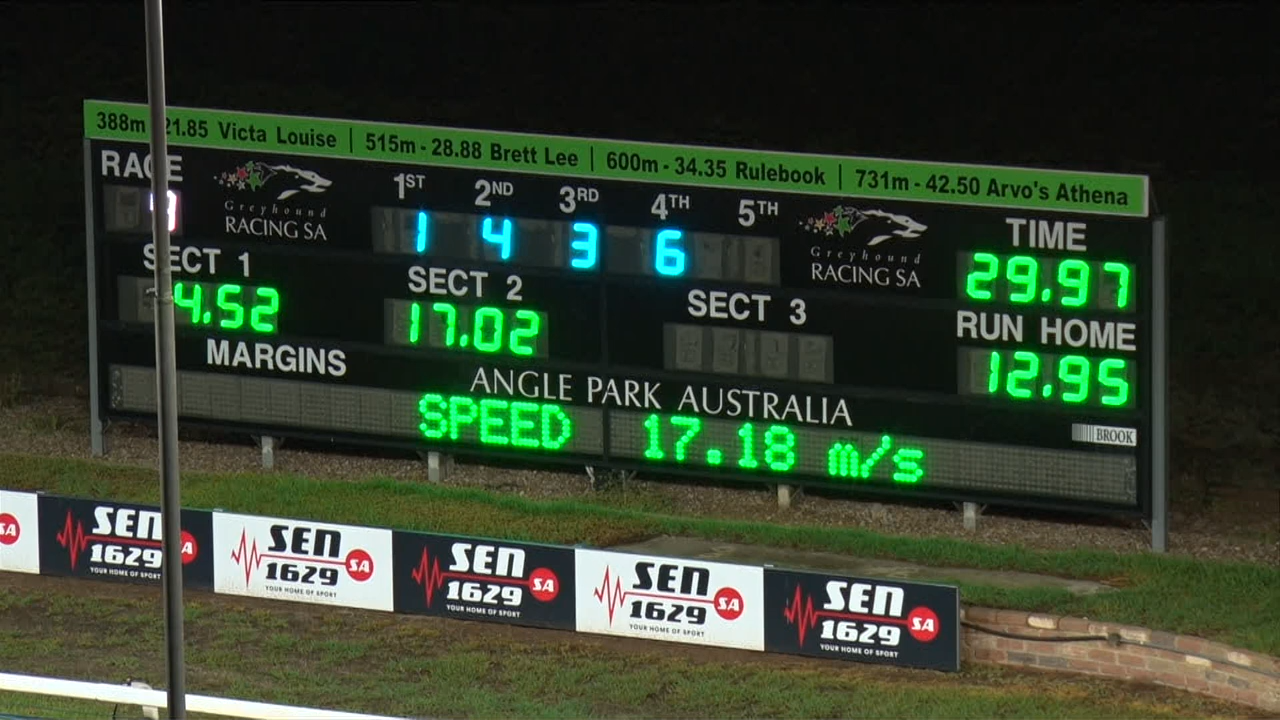 388m 21.85 Victa Louise | 515m - 28.88 Brett Lee | 600m - 34.35 Rulebook | 731m - 42.50 Arvo's Athena
RACE
Greyhound
RACING SA
1ST 2ND 3RD 4TH 5TH
1 4 3 6
Greyhound
RACING SA
TIME
29.97
SECT 1
4.52
SECT 2
17.02
SECT 3
RUN HOME
12.95
MARGINS
ANGLE PARK AUSTRALIA
BROOK
SPEED 17.18 m/s
SA
SEN
1629 SA
YOUR HOME OF SPORT
SEN
1629 SA
YOUR HOME OF SPORT
SEN
1629 SA
YOUR HOME OF SPORT
SEN
1629 SA
YOUR HOME OF SPORT
SEN
1629 SA
YOUR HOME OF SPORT